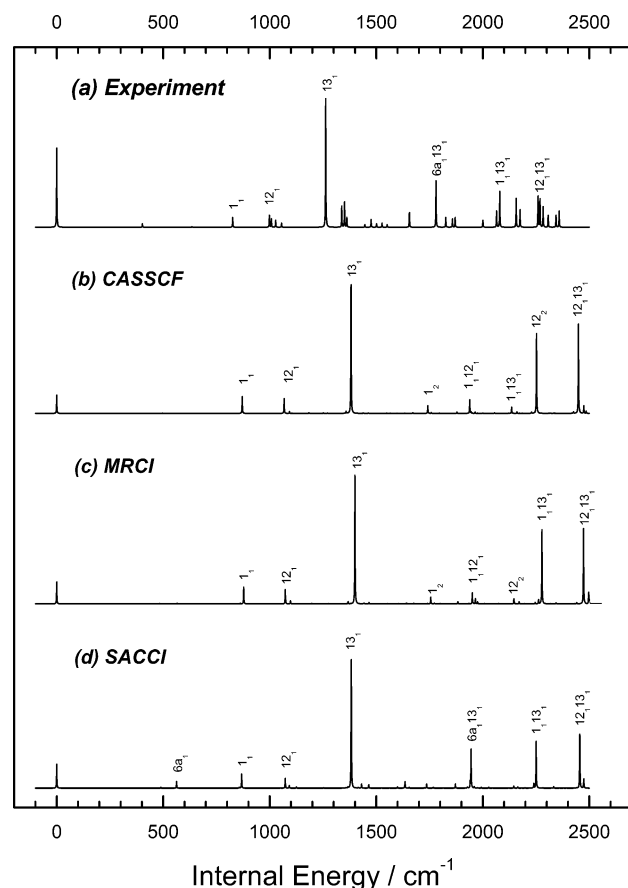 0 500 1000 1500 2000 2500
(a) Experiment
1₁ 12₁ 13₁ 6a₁13₁ 1₁13₁ 12₁13₁
(b) CASSCF
1₁ 12₁ 13₁ 1₂ 1₁12₁ 1₁13₁ 12₂ 12₁13₁
(c) MRCI
1₁ 12₁ 13₁ 1₂ 1₁12₁ 12₂ 1₁13₁ 12₁13₁
(d) SACCI
6a₁ 1₁ 12₁ 13₁ 6a₁13₁ 1₁13₁ 12₁13₁
0 500 1000 1500 2000 2500
Internal Energy / cm⁻¹